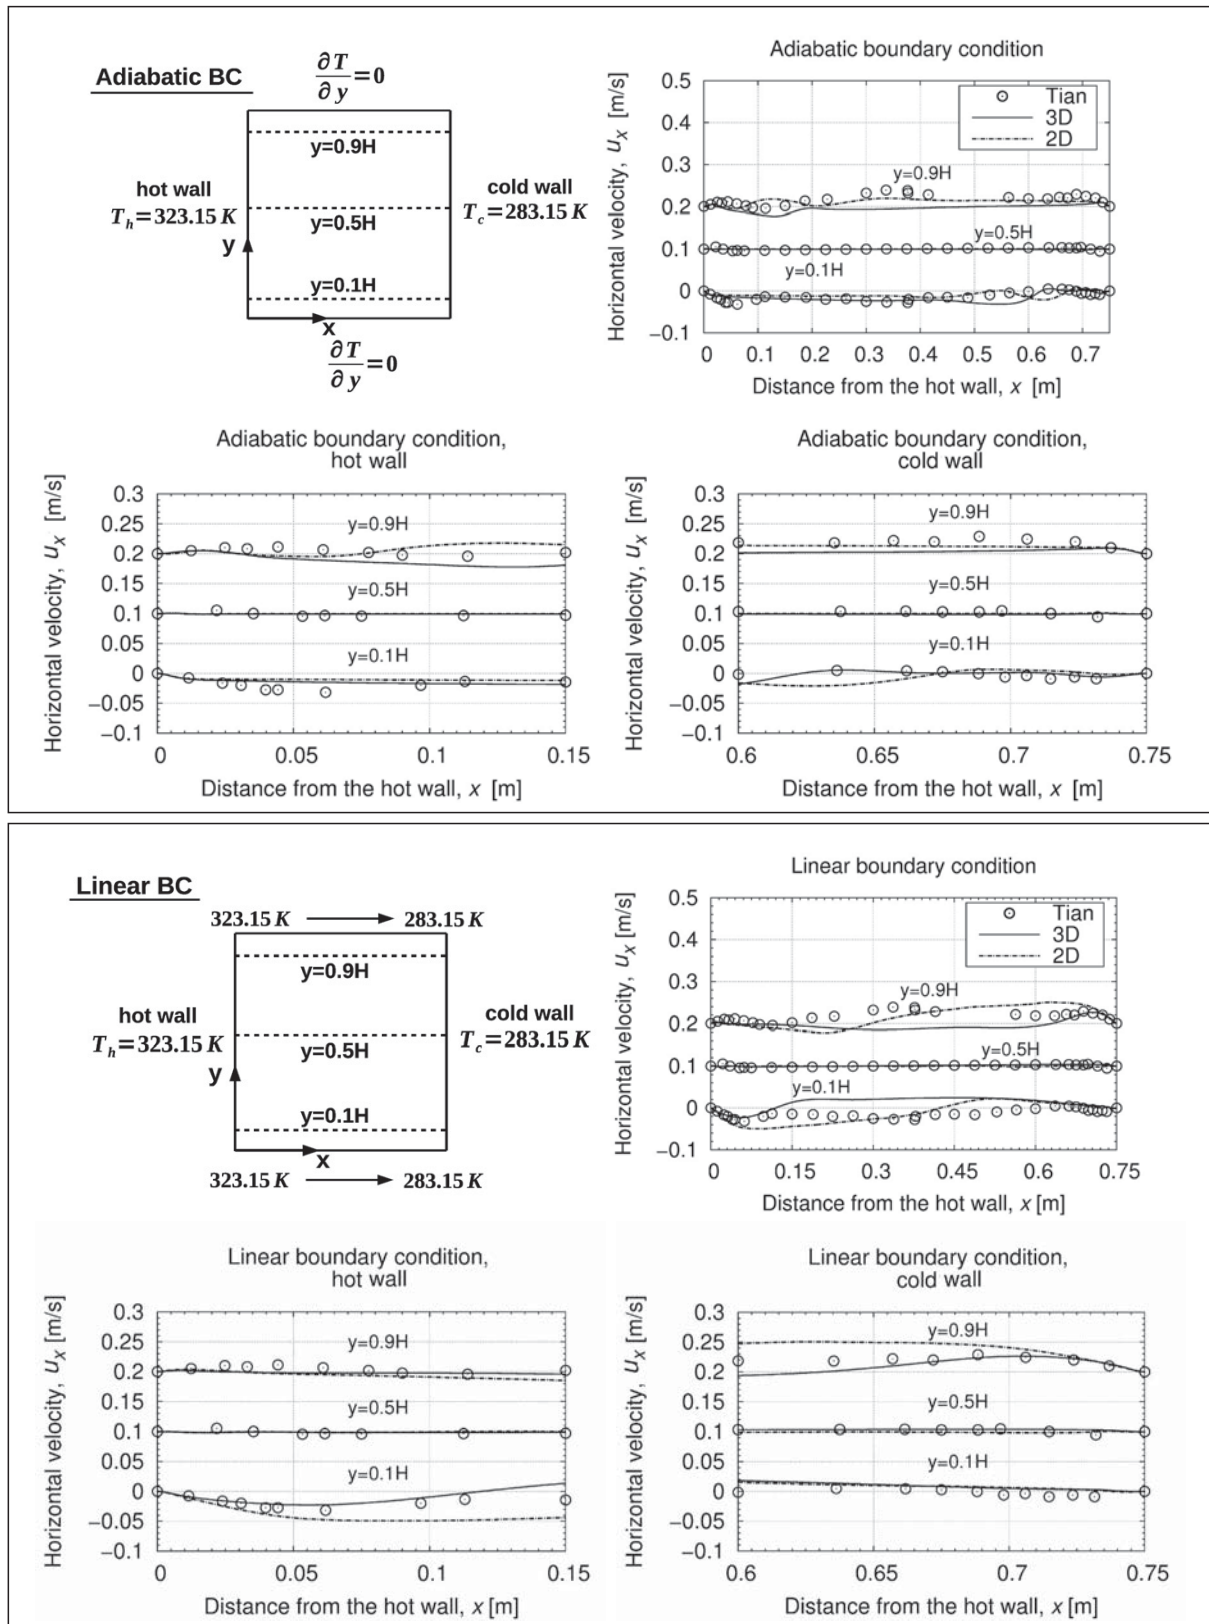 Adiabatic BC
∂T/∂y=0
y=0.9H
hot wall
T_h=323.15 K
cold wall
T_c=283.15 K
y=0.5H
y
y=0.1H
x
∂T/∂y=0
Adiabatic boundary condition
Horizontal velocity, u_x [m/s]
0.5
0.4
0.3
0.2
0.1
0
−0.1
Tian
3D
2D
y=0.9H
y=0.5H
y=0.1H
0 0.1 0.2 0.3 0.4 0.5 0.6 0.7
Distance from the hot wall, x [m]
Adiabatic boundary condition,
hot wall
Horizontal velocity, u_x [m/s]
0.3
0.25
0.2
0.15
0.1
0.05
0
−0.05
−0.1
y=0.9H
y=0.5H
y=0.1H
0 0.05 0.1 0.15
Distance from the hot wall, x [m]
Adiabatic boundary condition,
cold wall
Horizontal velocity, u_x [m/s]
0.3
0.25
0.2
0.15
0.1
0.05
0
−0.05
−0.1
y=0.9H
y=0.5H
y=0.1H
0.6 0.65 0.7 0.75
Distance from the hot wall, x [m]
Linear BC
323.15 K 283.15 K
y=0.9H
hot wall
T_h=323.15 K
cold wall
T_c=283.15 K
y=0.5H
y
y=0.1H
x
323.15 K 283.15 K
Linear boundary condition
Horizontal velocity, u_x [m/s]
0.5
0.4
0.3
0.2
0.1
0
−0.1
Tian
3D
2D
y=0.9H
y=0.5H
y=0.1H
0 0.15 0.3 0.45 0.6 0.75
Distance from the hot wall, x [m]
Linear boundary condition,
hot wall
Horizontal velocity, u_x [m/s]
0.3
0.25
0.2
0.15
0.1
0.05
0
−0.05
−0.1
y=0.9H
y=0.5H
y=0.1H
0 0.05 0.1 0.15
Distance from the hot wall, x [m]
Linear boundary condition,
cold wall
Horizontal velocity, u_x [m/s]
0.3
0.25
0.2
0.15
0.1
0.05
0
−0.05
−0.1
y=0.9H
y=0.5H
y=0.1H
0.6 0.65 0.7 0.75
Distance from the hot wall, x [m]